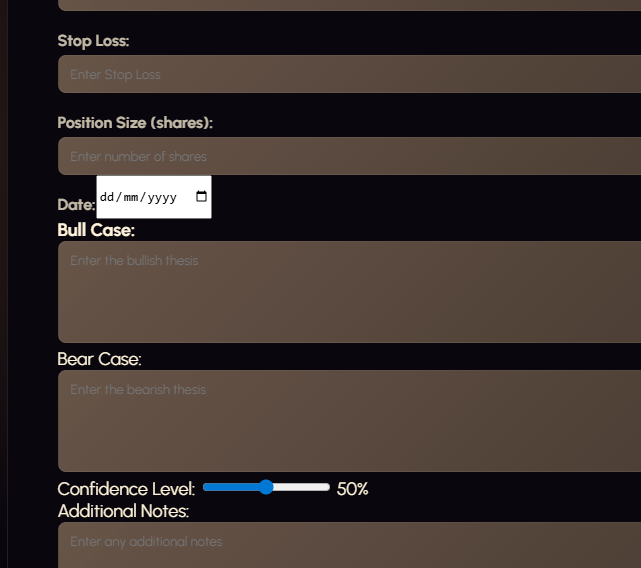 Stop Loss:
Enter Stop Loss
Position Size (shares):
Enter number of shares
Date: dd/mm/yyyy
Bull Case:
Enter the bullish thesis
Bear Case:
Enter the bearish thesis
Confidence Level: 50%
Additional Notes:
Enter any additional notes